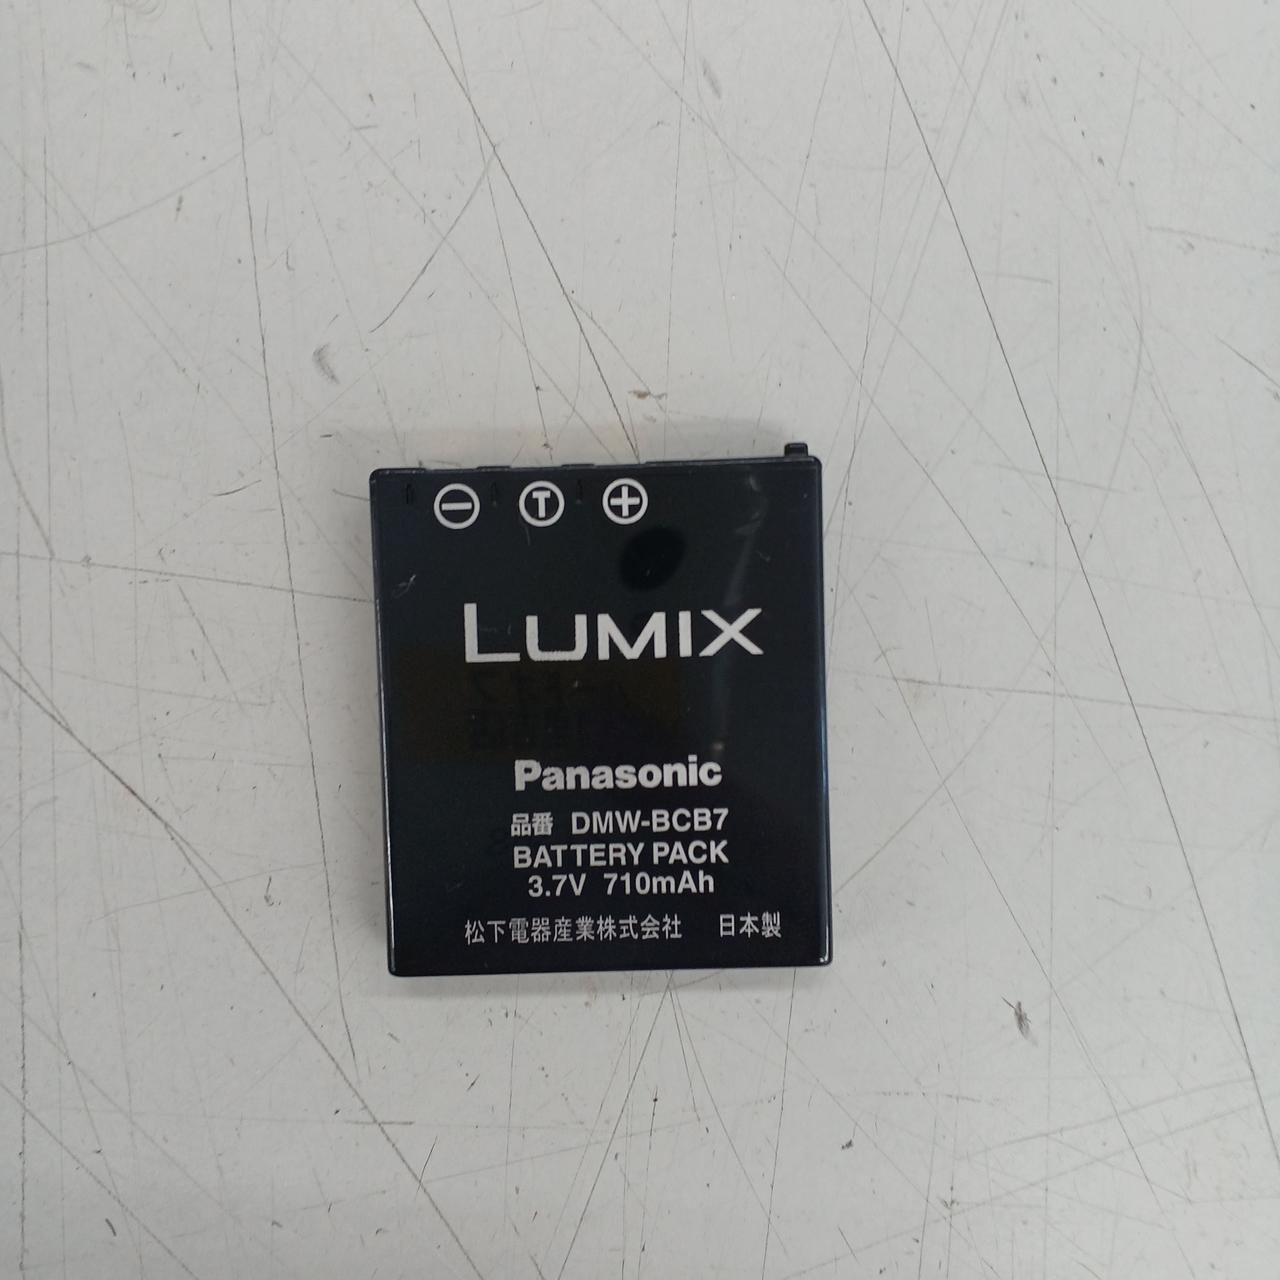 − T +
LUMIX
Panasonic
品番 DMW-BCB7
BATTERY PACK
3.7V 710mAh
松下電器産業株式会社 日本製